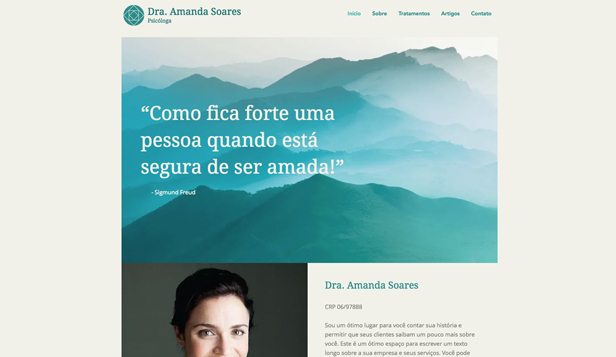 Dra. Amanda Soares
Psicóloga
Início Sobre Tratamentos Artigos Contato
“Como fica forte uma
pessoa quando está
segura de ser amada!”
- Sigmund Freud
Dra. Amanda Soares
CRP 06/97888
Sou um ótimo lugar para você contar sua história e
permitir que seus clientes saibam um pouco mais sobre
você. Este é um ótimo espaço para escrever um texto
longo sobre a sua empresa e seus serviços. Você pode